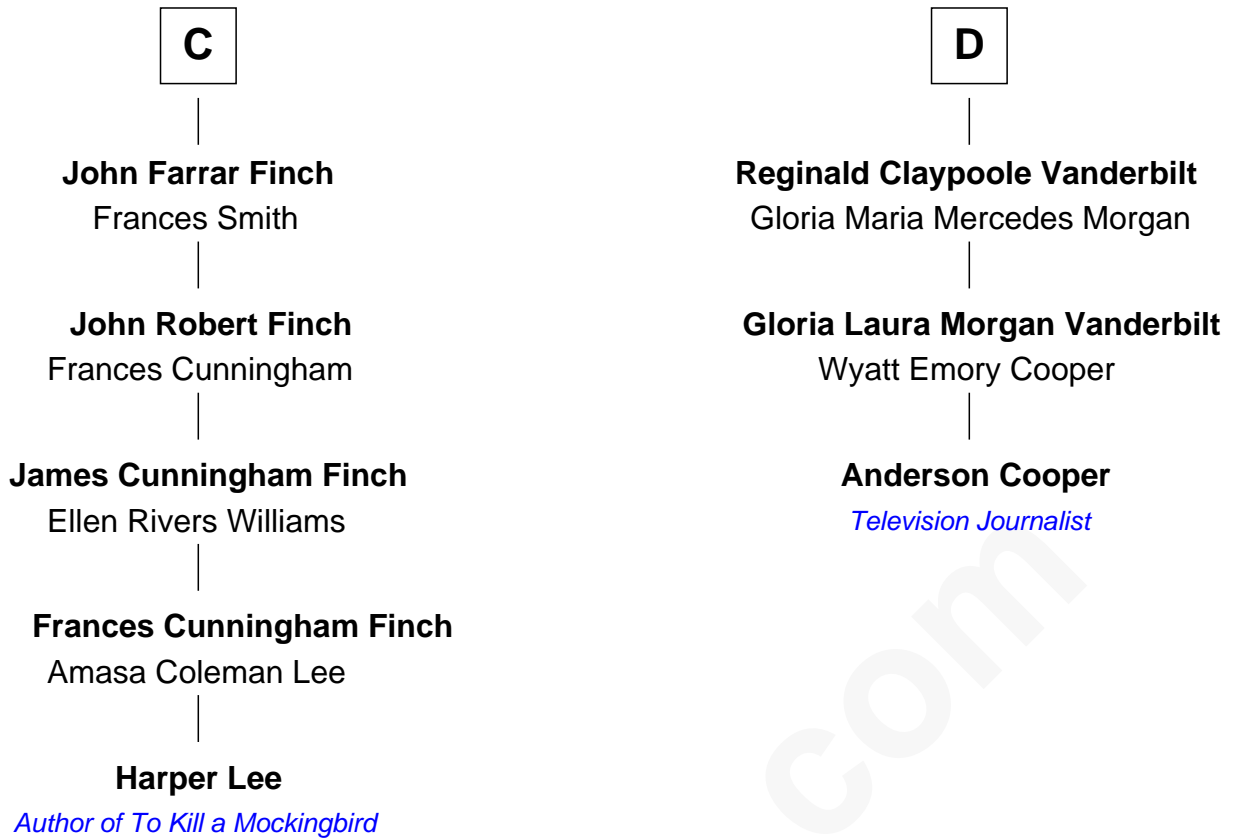 C
John Farrar Finch
Frances Smith
John Robert Finch
Frances Cunningham
James Cunningham Finch
Ellen Rivers Williams
Frances Cunningham Finch
Amasa Coleman Lee
Harper Lee
Author of To Kill a Mockingbird
D
Reginald Claypoole Vanderbilt
Gloria Maria Mercedes Morgan
Gloria Laura Morgan Vanderbilt
Wyatt Emory Cooper
Anderson Cooper
Television Journalist
com